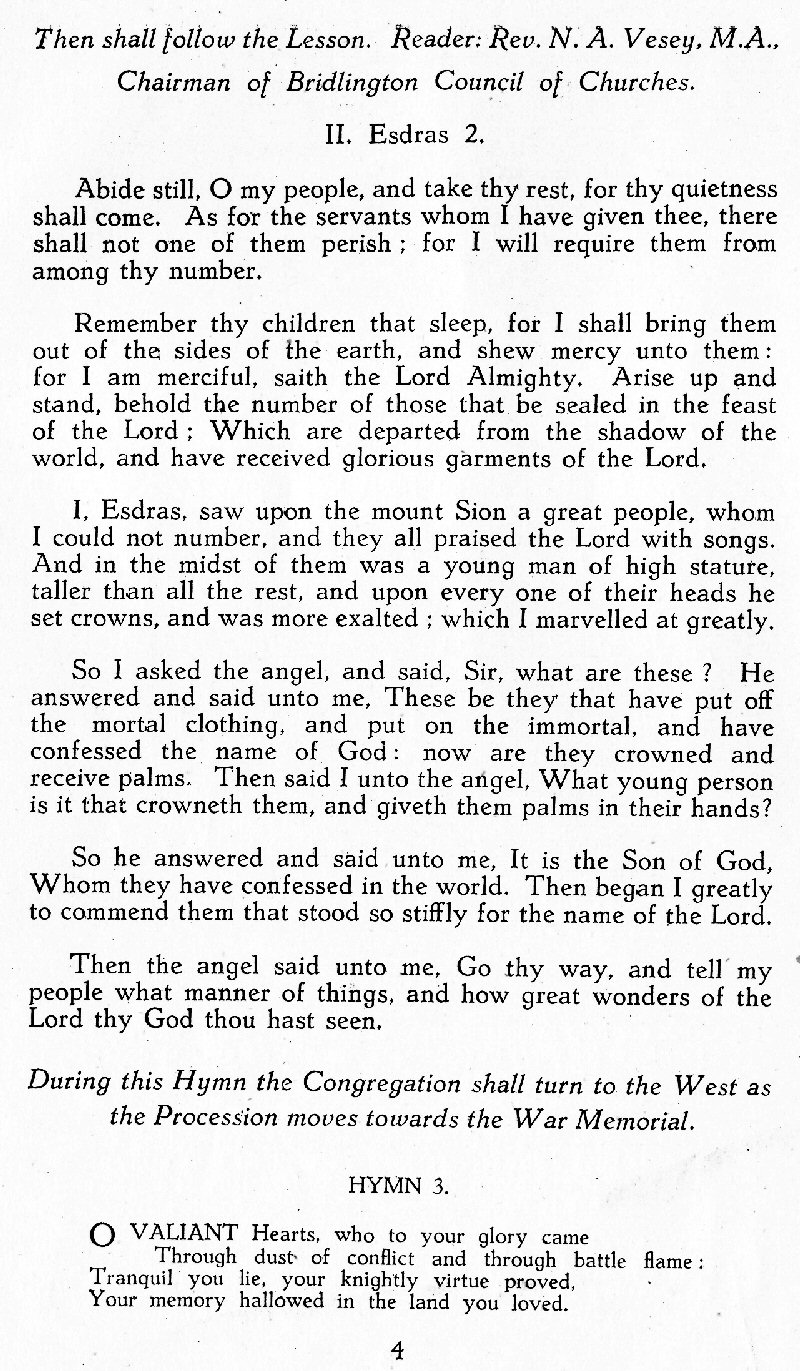 Then shall follow the Lesson. Reader: Rev. N. A. Vesey, M.A.,
Chairman of Bridlington Council of Churches.
II. Esdras 2.
Abide still, O my people, and take thy rest, for thy quietness
shall come. As for the servants whom I have given thee, there
shall not one of them perish ; for I will require them from
among thy number.
Remember thy children that sleep, for I shall bring them
out of the sides of the earth, and shew mercy unto them :
for I am merciful, saith the Lord Almighty. Arise up and
stand, behold the number of those that be sealed in the feast
of the Lord ; Which are departed from the shadow of the
world, and have received glorious garments of the Lord.
I, Esdras, saw upon the mount Sion a great people, whom
I could not number, and they all praised the Lord with songs.
And in the midst of them was a young man of high stature,
taller than all the rest, and upon every one of their heads he
set crowns, and was more exalted ; which I marvelled at greatly.
So I asked the angel, and said, Sir, what are these ? He
answered and said unto me, These be they that have put off
the mortal clothing, and put on the immortal, and have
confessed the name of God : now are they crowned and
receive palms. Then said I unto the angel, What young person
is it that crowneth them, and giveth them palms in their hands?
So he answered and said unto me, It is the Son of God,
Whom they have confessed in the world. Then began I greatly
to commend them that stood so stiffly for the name of the Lord.
Then the angel said unto me, Go thy way, and tell my
people what manner of things, and how great wonders of the
Lord thy God thou hast seen.
During this Hymn the Congregation shall turn to the West as
the Procession moves towards the War Memorial.
HYMN 3.
O VALIANT Hearts, who to your glory came
Through dust of conflict and through battle flame :
Tranquil you lie, your knightly virtue proved,
Your memory hallowed in the land you loved.
4